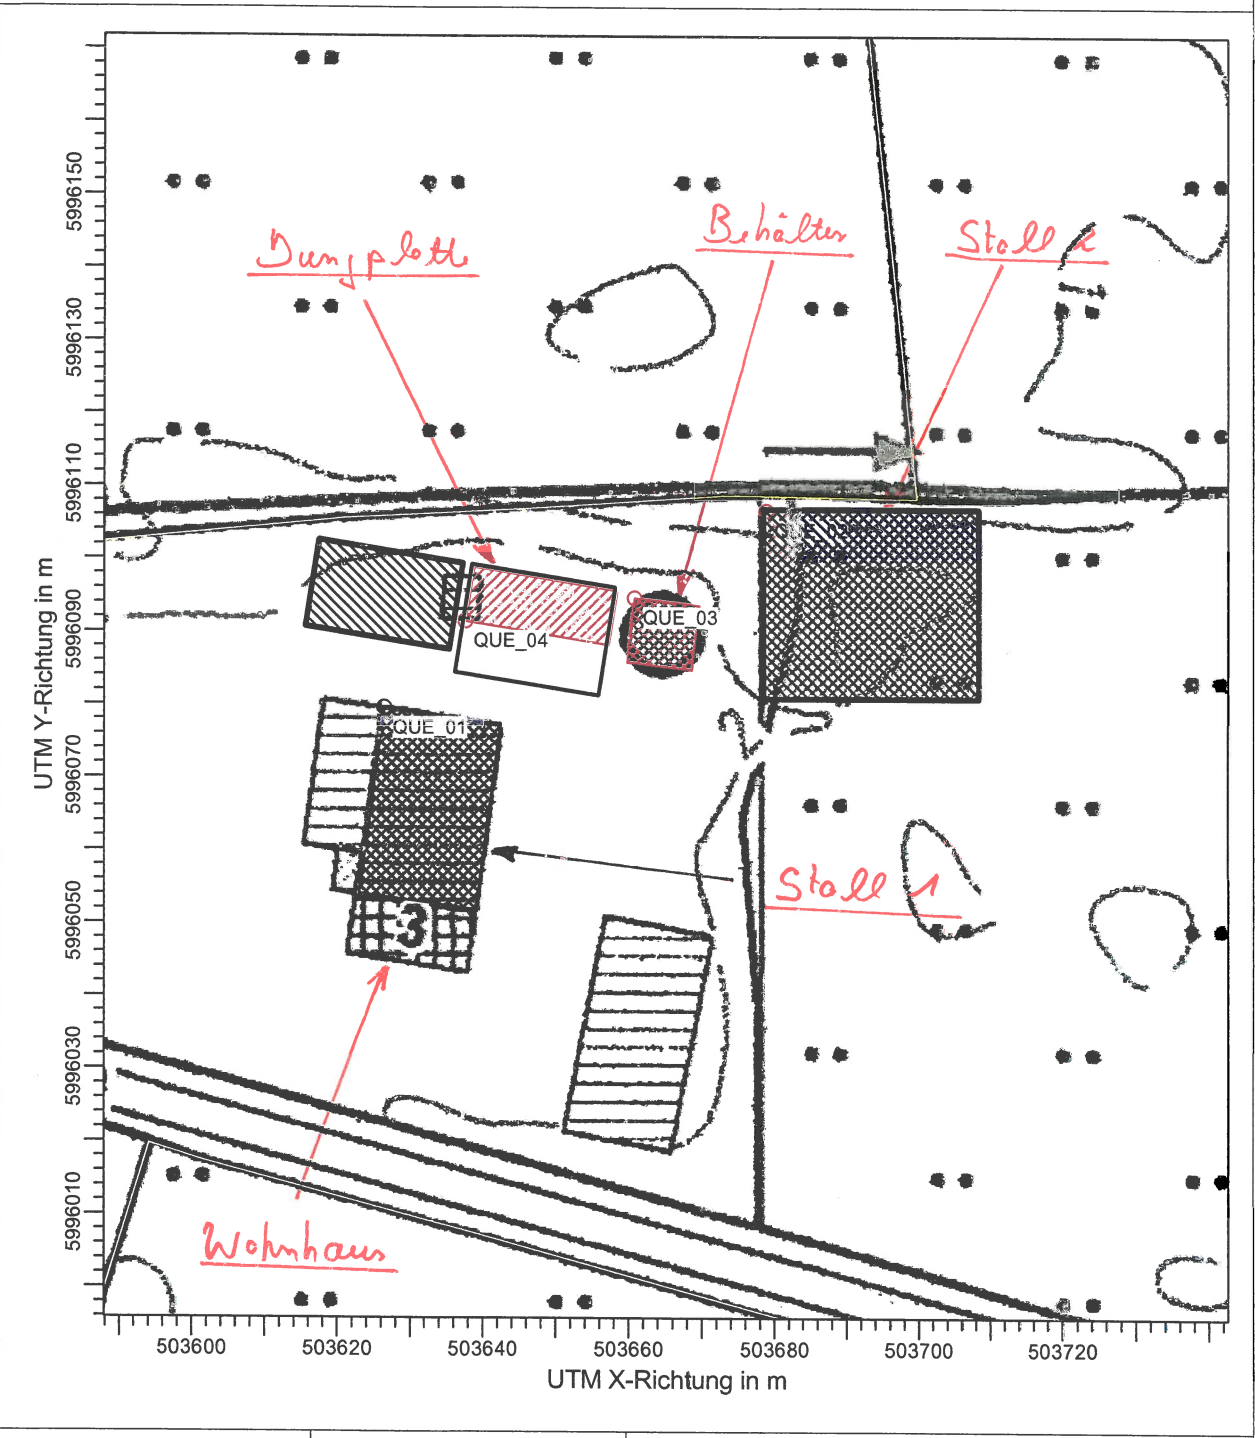 5996150
5996130
5996110
5996090
5996070
5996050
5996030
5996010
UTM Y-Richtung in m
Dungplatte
Behälter
Stall 2
QUE_03
QUE_04
QUE_01
3
Stall 1
Wohnhaus
503600 503620 503640 503660 503680 503700 503720
UTM X-Richtung in m